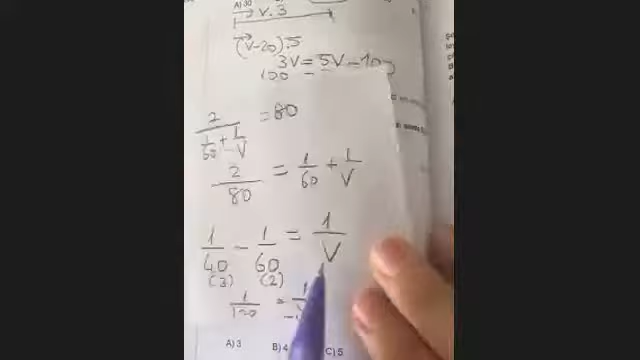 A) 30
→ V.3
(V-20).5
3V = 5V - 100
100 =
2/(1/60 + 1/V) = 80
2/80 = 1/60 + 1/V
1/40 - 1/60 = 1/V
(3) (2)
1/120 = 1/V
A) 3 B) 4 C) 5